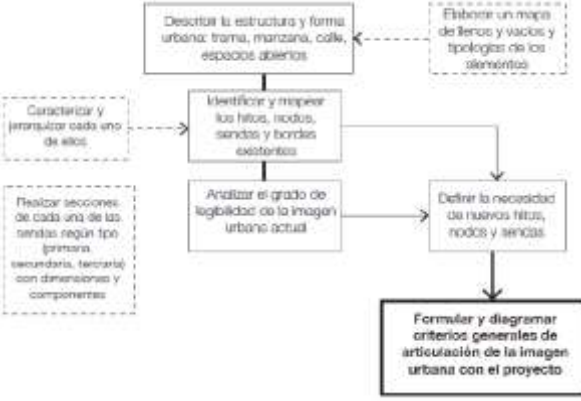 Describir la estructura y forma
urbana: trama, manzana, calle,
espacios abiertos
Elaborar un mapa
de llenos y vacíos y
tipologías de los
elementos
Caracterizar y
jerarquizar cada uno
de ellos
Identificar y mapear
los hitos, nodos,
sendas y bordes
existentes
Realizar secciones
de cada una de las
sendas según tipo
(primaria,
secundaria, terciaria)
con dimensiones y
componentes
Analizar el grado de
legibilidad de la imagen
urbana actual
Definir la necesidad
de nuevos hitos,
nodos y sendas
Formular y diagramar
criterios generales de
articulación de la imagen
urbana con el proyecto